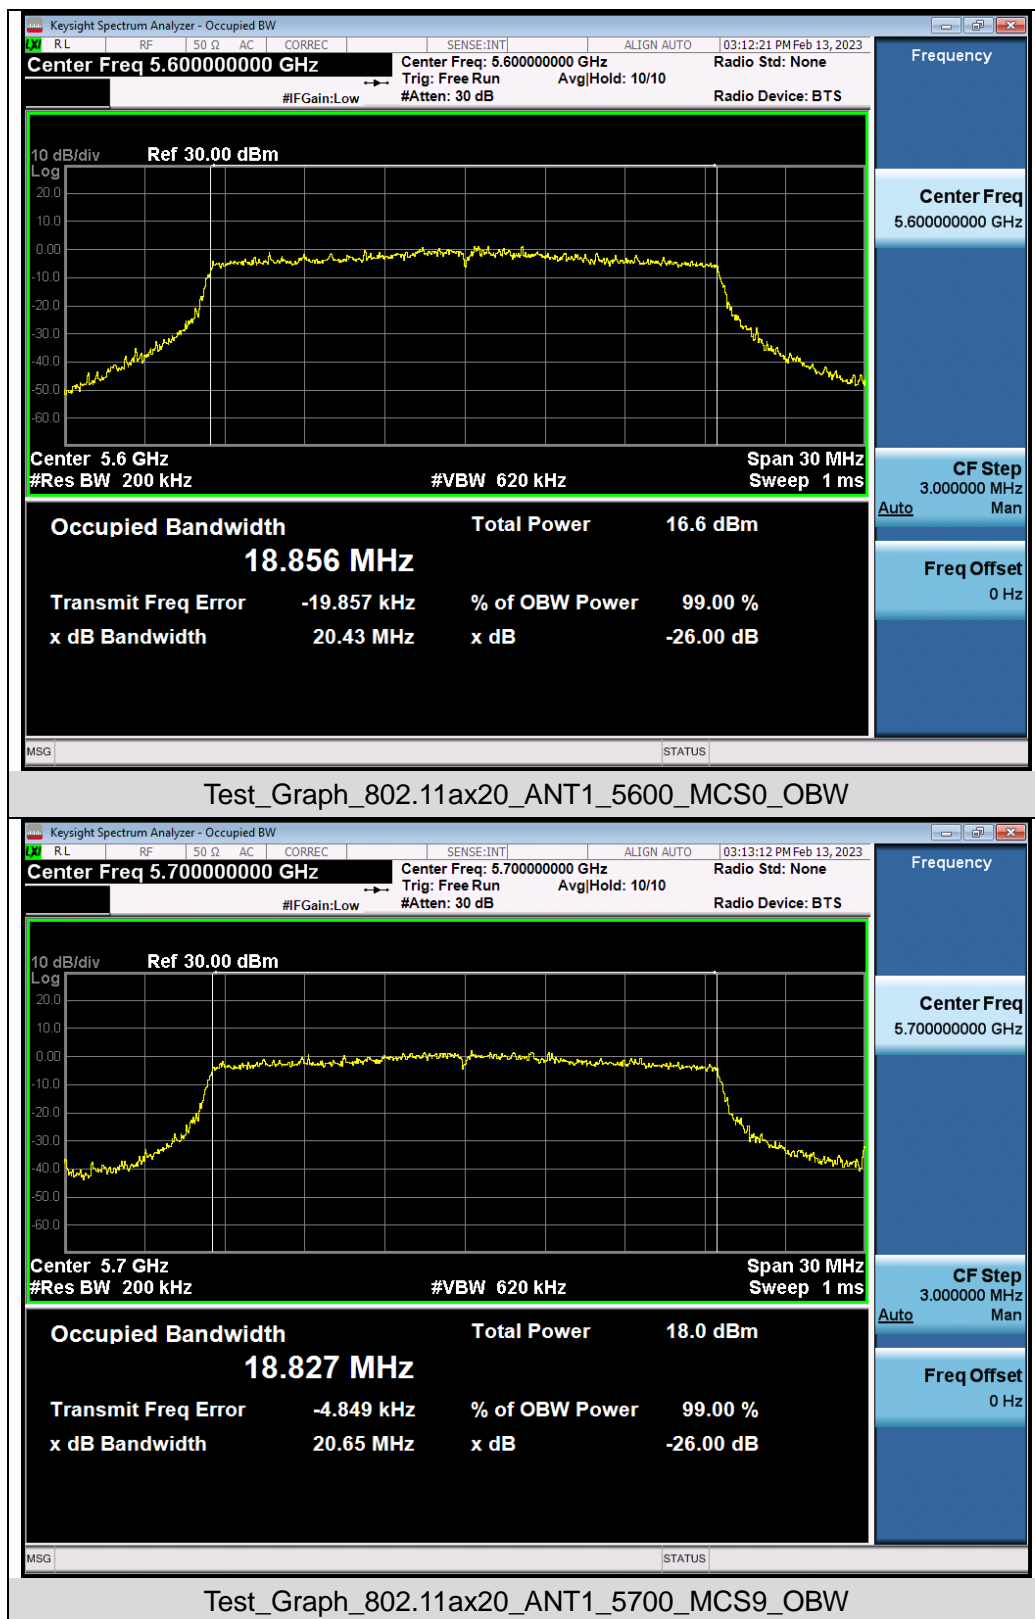 Keysight Spectrum Analyzer - Occupied BW
LXI RL RF 50 Ω AC CORREC SENSE:INT ALIGN AUTO 03:12:21 PM Feb 13, 2023
Center Freq 5.600000000 GHz
Center Freq: 5.600000000 GHz
Radio Std: None
Trig: Free Run Avg|Hold: 10/10
#IFGain:Low
#Atten: 30 dB
Radio Device: BTS
Frequency
10 dB/div Ref 30.00 dBm
Log
20.0
10.0
0.00
-10.0
-20.0
-30.0
-40.0
-50.0
-60.0
Center Freq
5.600000000 GHz
Center 5.6 GHz Span 30 MHz
#Res BW 200 kHz #VBW 620 kHz Sweep 1 ms
CF Step
3.000000 MHz
Auto Man
Freq Offset
0 Hz
Occupied Bandwidth Total Power 16.6 dBm
18.856 MHz
Transmit Freq Error -19.857 kHz % of OBW Power 99.00 %
x dB Bandwidth 20.43 MHz x dB -26.00 dB
MSG STATUS
Test_Graph_802.11ax20_ANT1_5600_MCS0_OBW
Keysight Spectrum Analyzer - Occupied BW
LXI RL RF 50 Ω AC CORREC SENSE:INT ALIGN AUTO 03:13:12 PM Feb 13, 2023
Center Freq 5.700000000 GHz
Center Freq: 5.700000000 GHz
Radio Std: None
Trig: Free Run Avg|Hold: 10/10
#IFGain:Low
#Atten: 30 dB
Radio Device: BTS
Frequency
10 dB/div Ref 30.00 dBm
Log
20.0
10.0
0.00
-10.0
-20.0
-30.0
-40.0
-50.0
-60.0
Center Freq
5.700000000 GHz
Center 5.7 GHz Span 30 MHz
#Res BW 200 kHz #VBW 620 kHz Sweep 1 ms
CF Step
3.000000 MHz
Auto Man
Freq Offset
0 Hz
Occupied Bandwidth Total Power 18.0 dBm
18.827 MHz
Transmit Freq Error -4.849 kHz % of OBW Power 99.00 %
x dB Bandwidth 20.65 MHz x dB -26.00 dB
MSG STATUS
Test_Graph_802.11ax20_ANT1_5700_MCS9_OBW